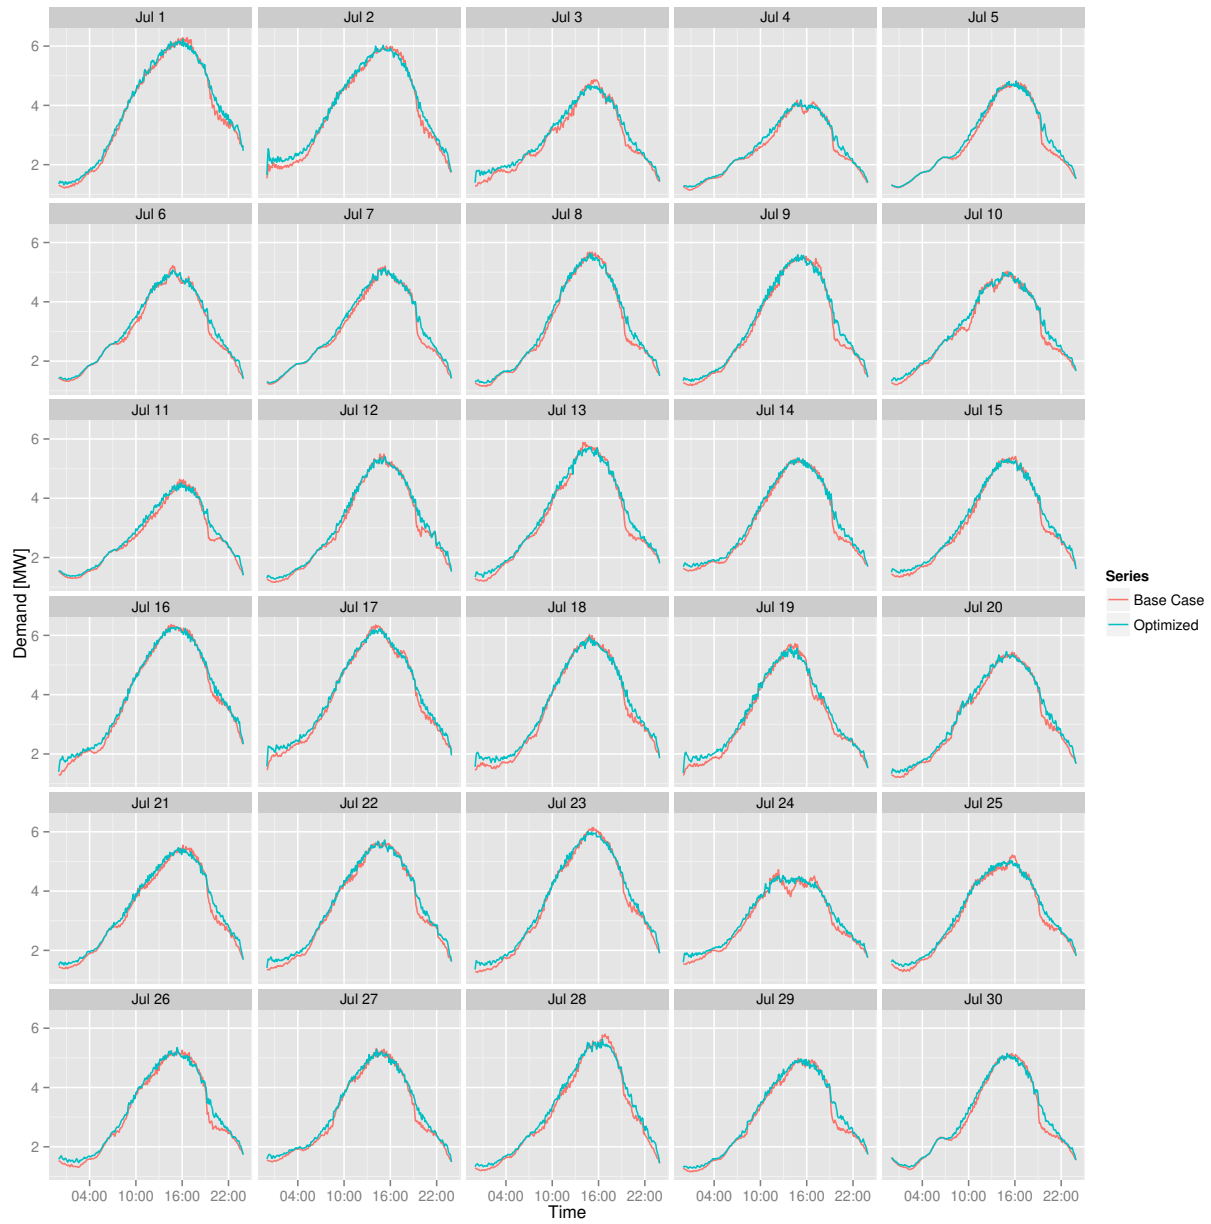 Jul 1 Jul 2 Jul 3 Jul 4 Jul 5
6
4
2
Jul 6 Jul 7 Jul 8 Jul 9 Jul 10
6
4
2
Jul 11 Jul 12 Jul 13 Jul 14 Jul 15
6
4
2
Demand [MW]
Series
Base Case
Optimized
Jul 16 Jul 17 Jul 18 Jul 19 Jul 20
6
4
2
Jul 21 Jul 22 Jul 23 Jul 24 Jul 25
6
4
2
Jul 26 Jul 27 Jul 28 Jul 29 Jul 30
6
4
2
04:00 10:00 16:00 22:00 04:00 10:00 16:00 22:00 04:00 10:00 16:00 22:00 04:00 10:00 16:00 22:00 04:00 10:00 16:00 22:00
Time